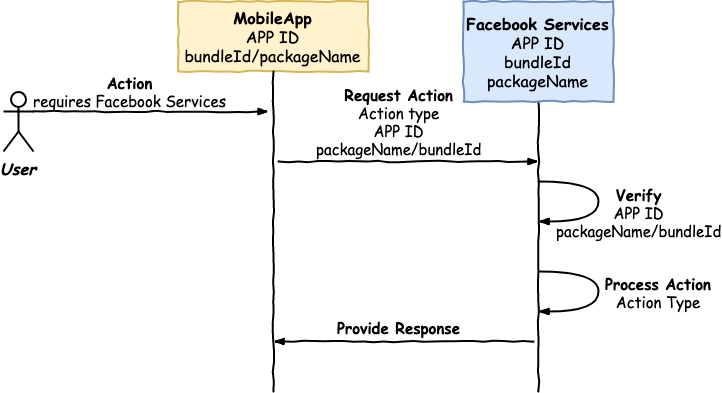 MobileApp
APP ID
bundleId/packageName
Facebook Services
APP ID
bundleId
packageName
Action
requires Facebook Services
User
Request Action
Action type
APP ID
packageName/bundleId
Verify
APP ID
packageName/bundleId
Process Action
Action Type
Provide Response